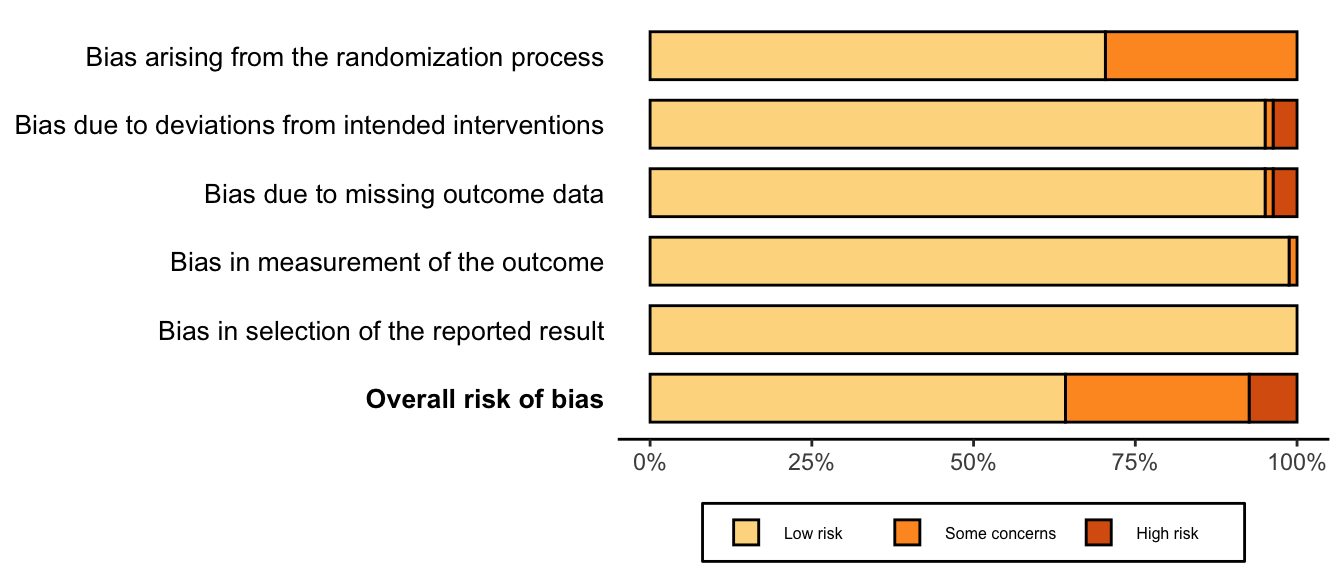 Bias arising from the randomization process
Bias due to deviations from intended interventions
Bias due to missing outcome data
Bias in measurement of the outcome
Bias in selection of the reported result
Overall risk of bias
0% 25% 50% 75% 100%
Low risk Some concerns High risk